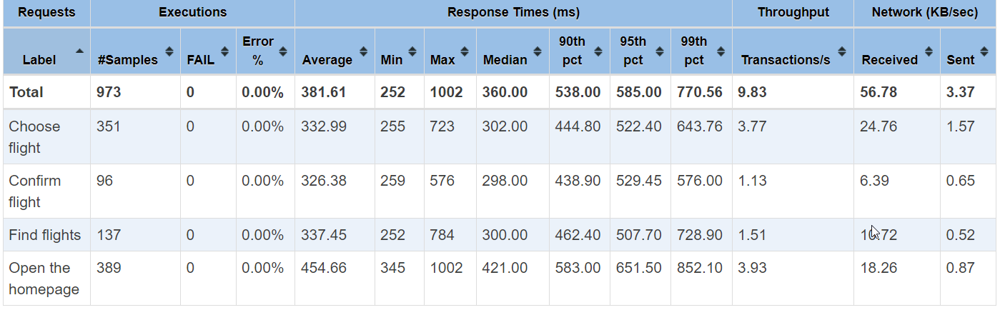 Requests Executions Response Times (ms) Throughput Network (KB/sec)
Label #Samples FAIL Error % Average Min Max Median 90th pct 95th pct 99th pct Transactions/s Received Sent
Total 973 0 0.00% 381.61 252 1002 360.00 538.00 585.00 770.56 9.83 56.78 3.37
Choose flight 351 0 0.00% 332.99 255 723 302.00 444.80 522.40 643.76 3.77 24.76 1.57
Confirm flight 96 0 0.00% 326.38 259 576 298.00 438.90 529.45 576.00 1.13 6.39 0.65
Find flights 137 0 0.00% 337.45 252 784 300.00 462.40 507.70 728.90 1.51 0.52
Open the homepage 389 0 0.00% 454.66 345 1002 421.00 583.00 651.50 852.10 3.93 18.26 0.87